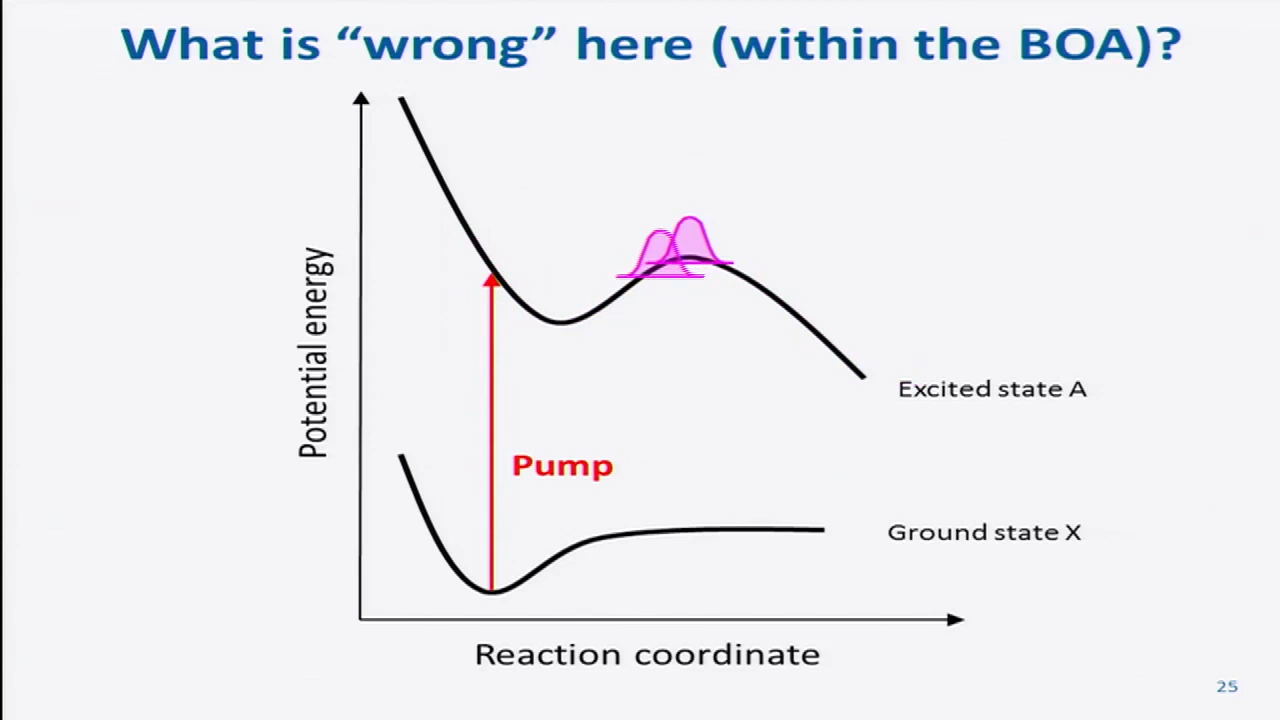 What is “wrong” here (within the BOA)?
Potential energy
Excited state A
Pump
Ground state X
Reaction coordinate
25